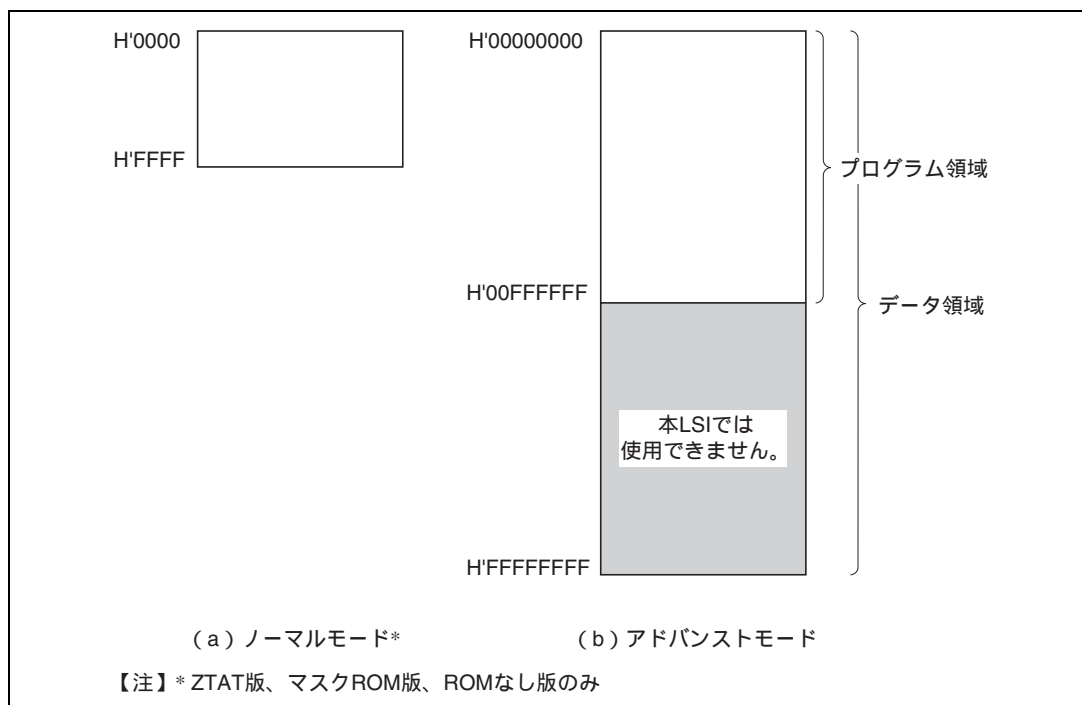 H'0000
H'FFFF
H'00000000
H'00FFFFFF
H'FFFFFFFF
プログラム領域
データ領域
本LSIでは
使用できません。
(a)ノーマルモード*
(b)アドバンストモード
【注】* ZTAT版、マスクROM版、ROMなし版のみ